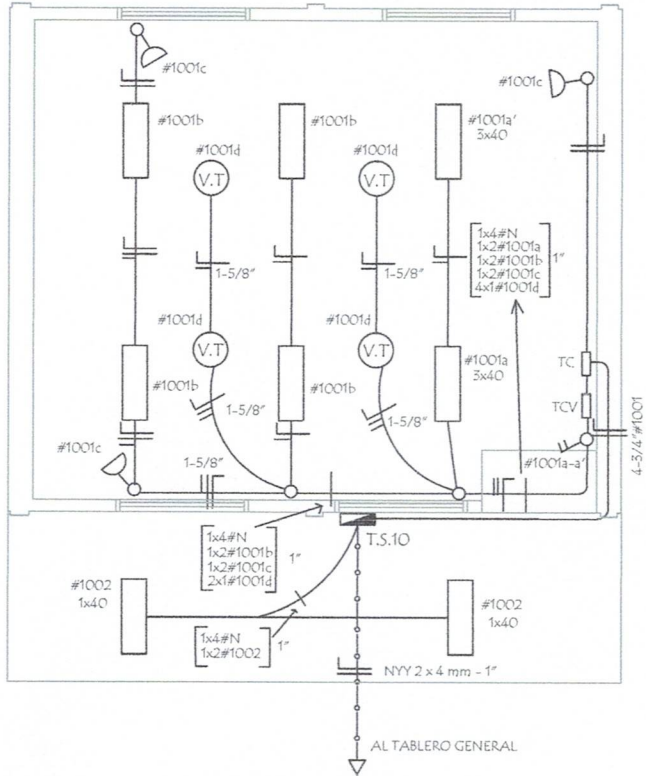 #1001c
#1001c
#1001b
#1001b
#1001a'
3x40
#1001d
#1001d
V.T
V.T
1x4#N
1x2#1001a
1x2#1001b
1x2#1001c
4x1#1001d
1"
1-5/8"
1-5/8"
#1001d
#1001d
V.T
V.T
#1001a
3x40
TC
TCV
#1001b
#1001b
1-5/8"
1-5/8"
4-3/4"#1001
#1001c
1-5/8"
#1001a-a'
1x4#N
1x2#1001b
1x2#1001c
2x1#1001d
1"
T.S.10
#1002
1x40
#1002
1x40
1x4#N
1x2#1002
1"
NYY 2 x 4 mm - 1"
AL TABLERO GENERAL